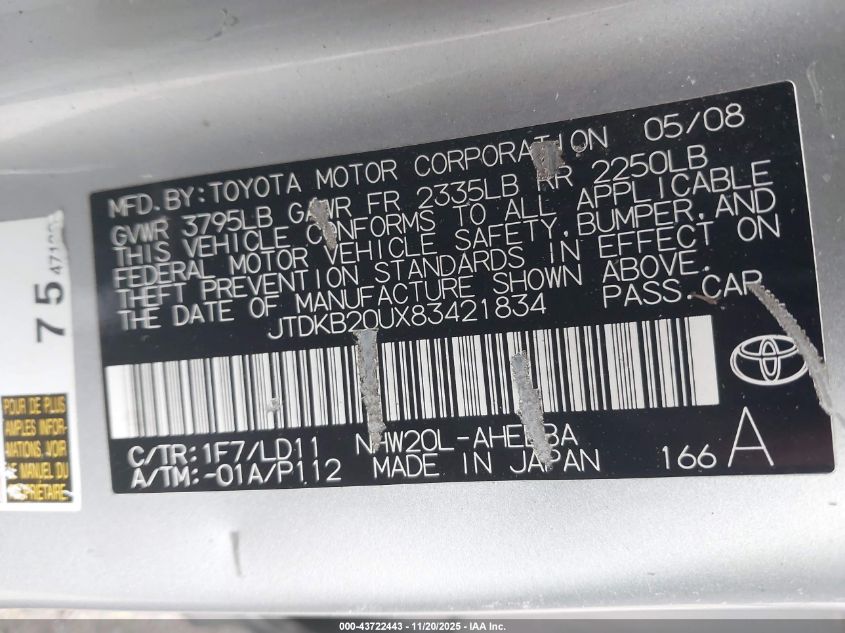 MFD. BY: TOYOTA MOTOR CORPORATION 05/08
GVWR 3795LB GAWR FR 2335LB RR 2250LB
THIS VEHICLE CONFORMS TO ALL APPLICABLE
FEDERAL MOTOR VEHICLE SAFETY, BUMPER, AND
THEFT PREVENTION STANDARDS IN EFFECT ON
THE DATE OF MANUFACTURE SHOWN ABOVE.
JTDKB20UX83421834 PASS. CAR
C/TR: 1F7/LD11 NHW20L-AHEEBA
A/TM: -01A/P112 MADE IN JAPAN 166 A
75
POUR DE PLUS
AMPLES INFOR-
MATIONS, VOIR
LE MANUEL DU
PROPRIÉTAIRE.
000-43722443 - 11/20/2025 - IAA Inc.